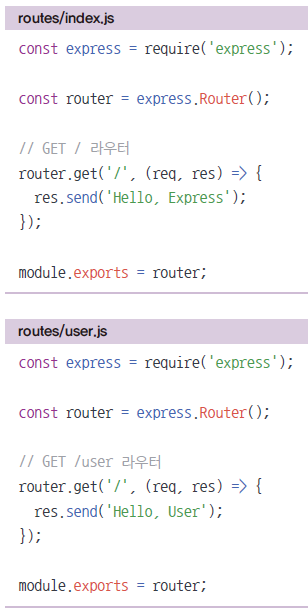 routes/index.js
const express = require('express');
const router = express.Router();
// GET / 라우터
router.get('/', (req, res) => {
  res.send('Hello, Express');
});
module.exports = router;
routes/user.js
const express = require('express');
const router = express.Router();
// GET /user 라우터
router.get('/', (req, res) => {
  res.send('Hello, User');
});
module.exports = router;